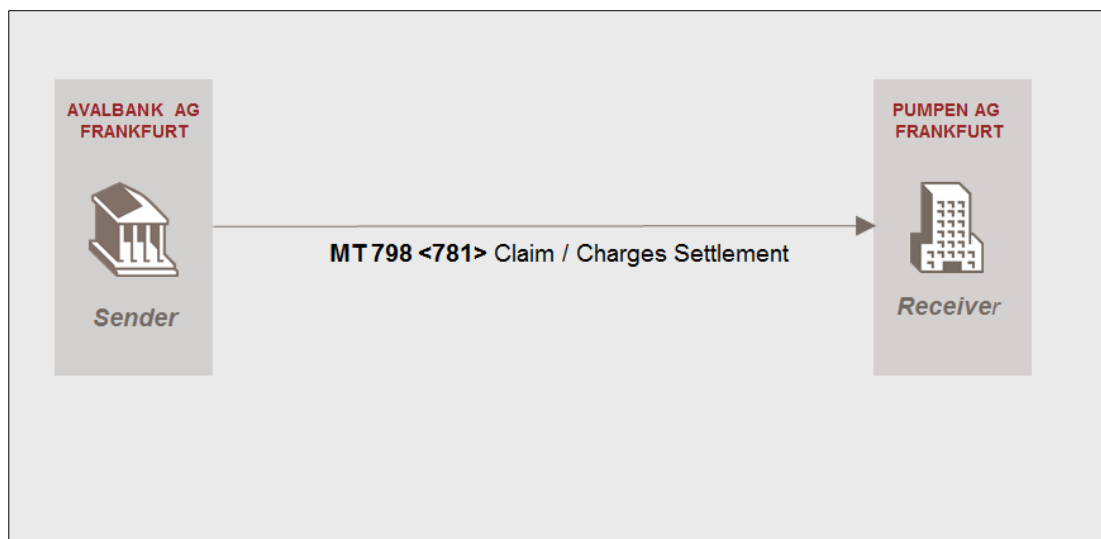 AVALBANK AG
FRANKFURT
Sender
MT 798 <781> Claim / Charges Settlement
PUMPEN AG
FRANKFURT
Receiver